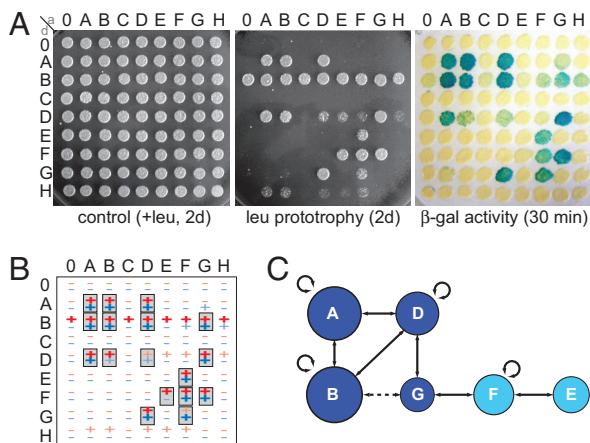 A
a
d
0 A B C D E F G H
0 A B C D E F G H
0 A B C D E F G H
0
A
B
C
D
E
F
G
H
control (+leu, 2d)
leu prototrophy (2d)
β-gal activity (30 min)
B
0 A B C D E F G H
0
A
B
C
D
E
F
G
H
C
A
D
B
G
F
E